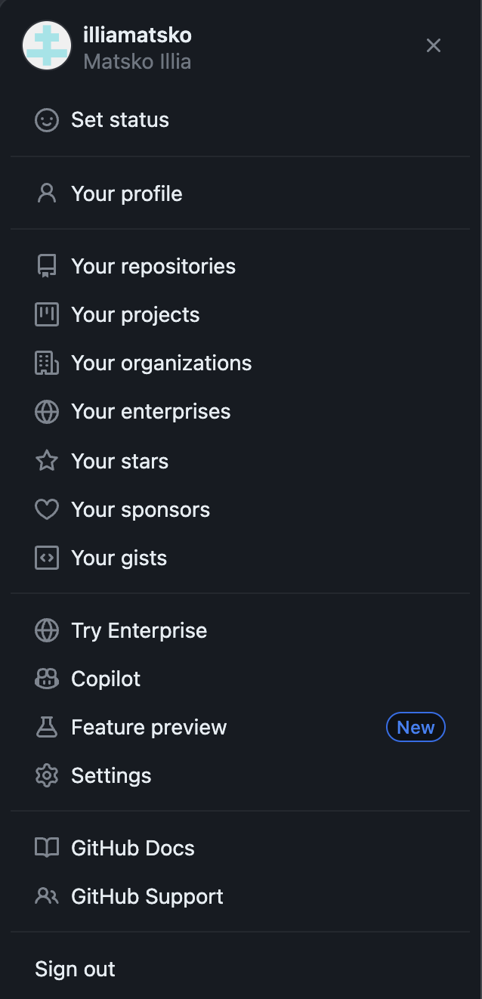 illiamatsko
Matsko Illia
Set status
Your profile
Your repositories
Your projects
Your organizations
Your enterprises
Your stars
Your sponsors
Your gists
Try Enterprise
Copilot
Feature preview New
Settings
GitHub Docs
GitHub Support
Sign out